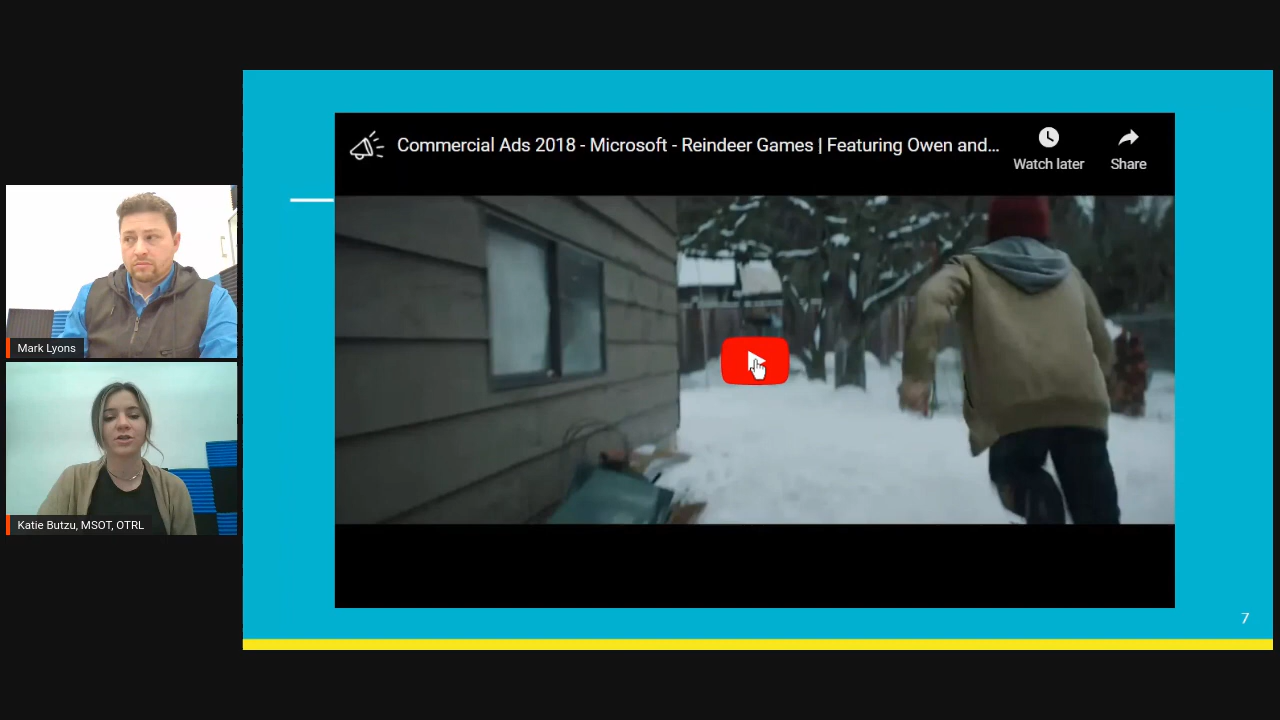 Commercial Ads 2018 - Microsoft - Reindeer Games | Featuring Owen and...
Watch later
Share
Mark Lyons
Katie Butzu, MSOT, OTRL
7